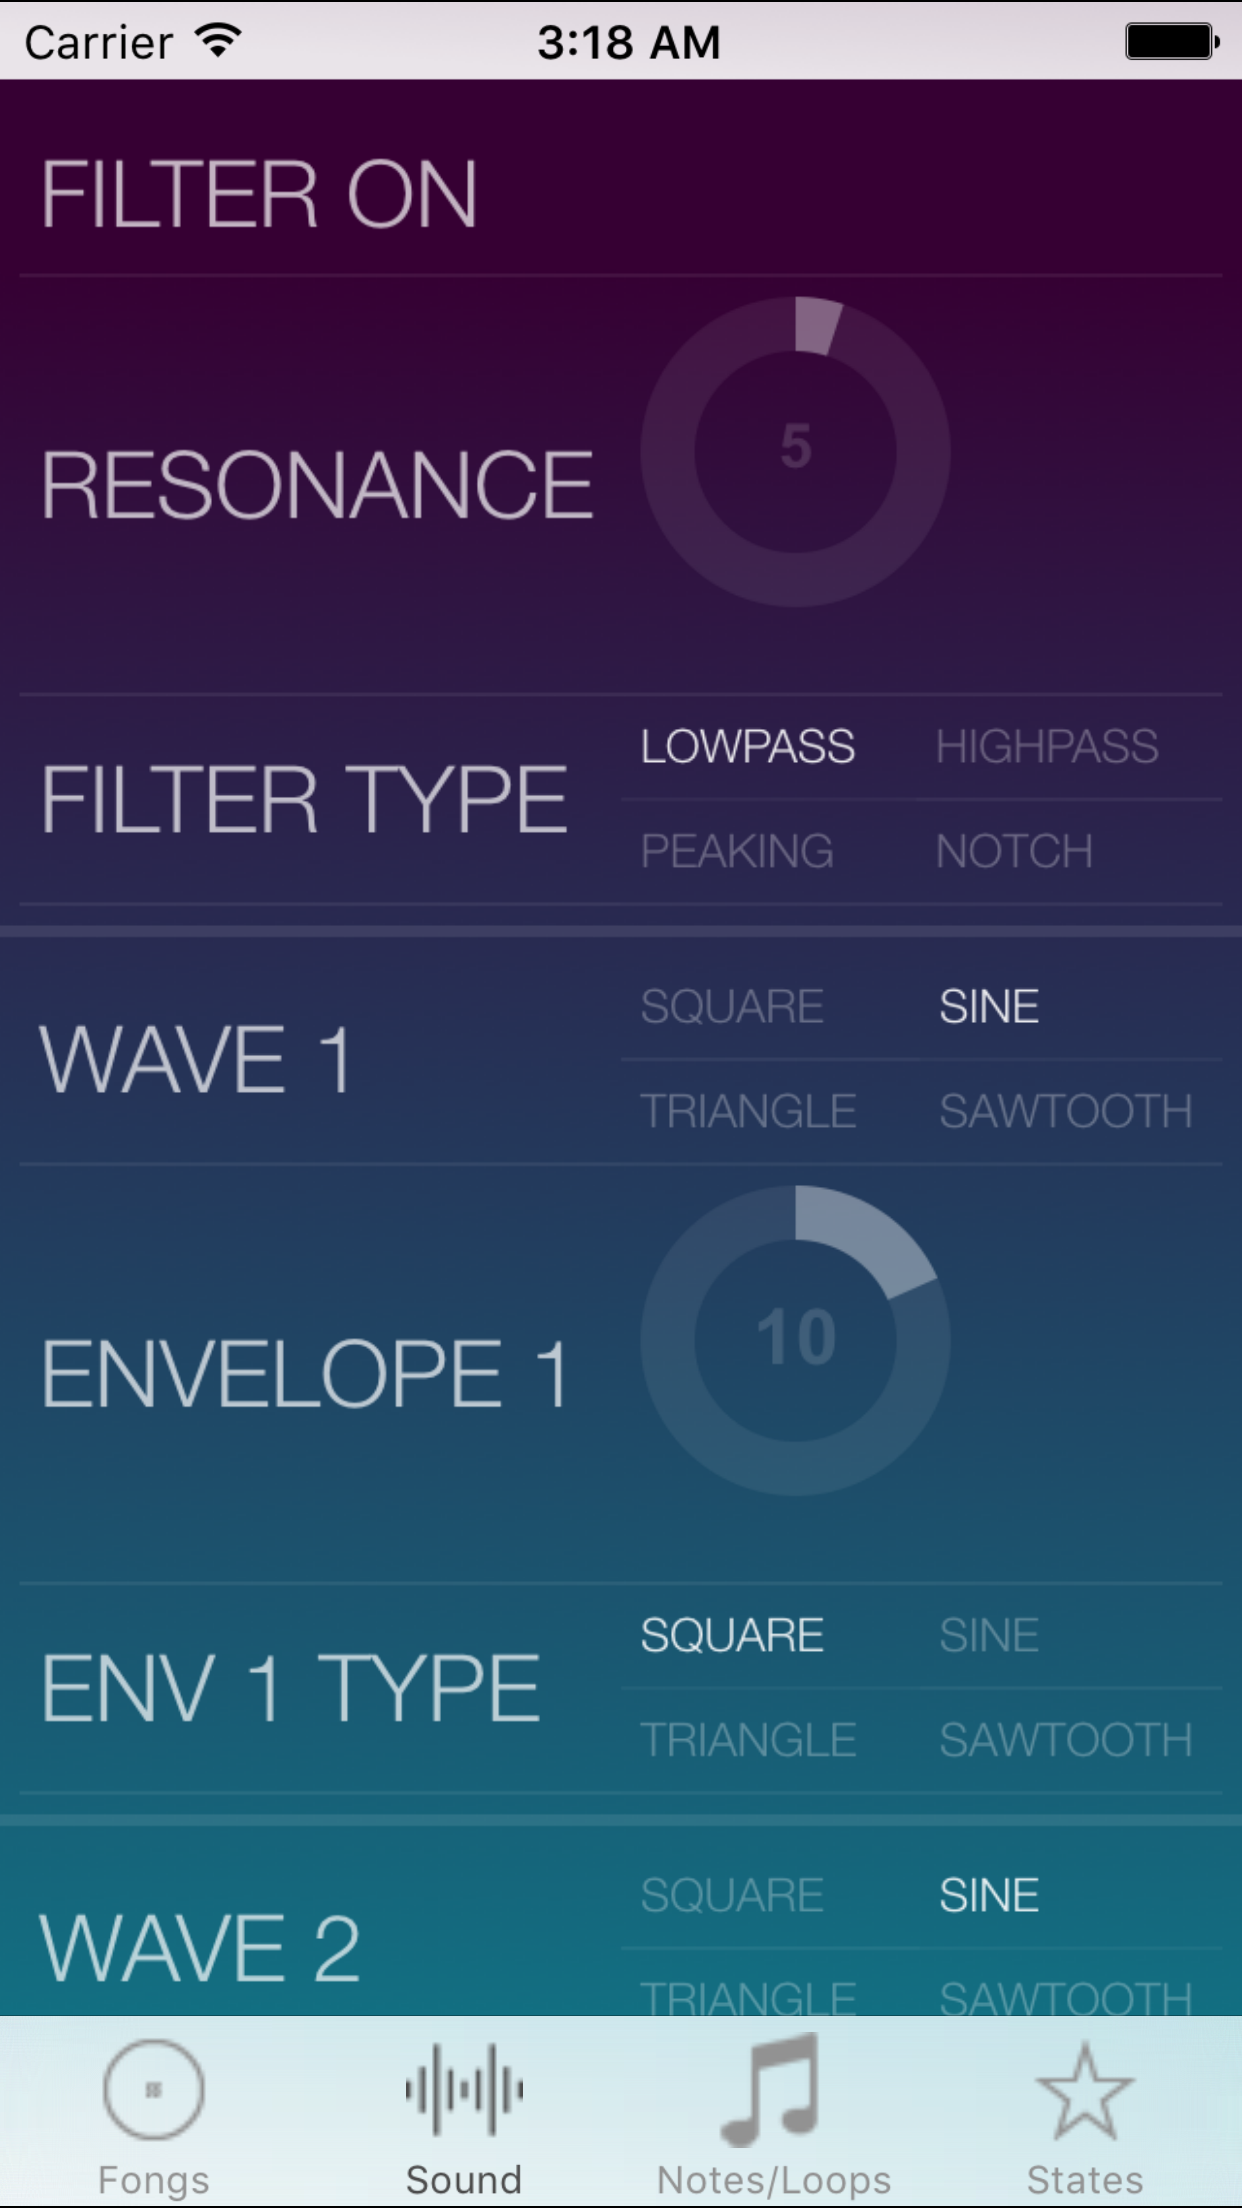 Carrier 3:18 AM
FILTER ON
RESONANCE 5
FILTER TYPE
LOWPASS HIGHPASS
PEAKING NOTCH
WAVE 1
SQUARE SINE
TRIANGLE SAWTOOTH
ENVELOPE 1 10
ENV 1 TYPE
SQUARE SINE
TRIANGLE SAWTOOTH
WAVE 2
SQUARE SINE
TRIANGLE SAWTOOTH
Fongs Sound Notes/Loops States